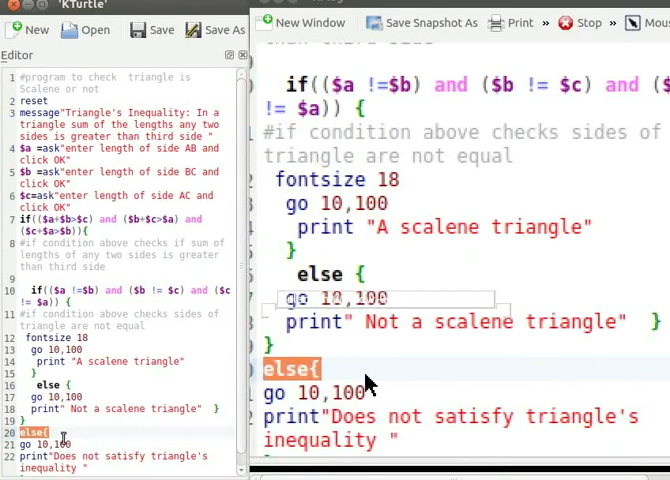 'KTurtle'
New Open Save Save As
Editor
1 #program to check triangle is
Scalene or not
2 reset
3 message"Triangle's Inequality: In a
triangle sum of the lengths any two
sides is greater than third side "
4 $a =ask"enter length of side AB and
click OK"
5 $b =ask"enter length of side BC and
click OK"
6 $c=ask"enter length of side AC and
click OK"
7 if(($a+$b>$c) and ($b+$c>$a) and
($c+$a>$b)){
8 #if condition above checks if sum of
lengths of any two sides is greater
than third side
9
10 if(($a !=$b) and ($b != $c) and ($c
!= $a)) {
11 #if condition above checks sides of
triangle are not equal
12 fontsize 18
13 go 10,100
14 print "A scalene triangle"
15 }
16 else {
17 go 10,100
18 print" Not a scalene triangle" }
19 }
20 else{
21 go 10,100
22 print"Does not satisfy triangle's
inequality "
New Window Save Snapshot As Print » Stop » Mou
than third side
if(($a !=$b) and ($b != $c) and ($
!= $a)) {
#if condition above checks sides of
triangle are not equal
fontsize 18
go 10,100
print "A scalene triangle"
}
else {
go 10,100
print" Not a scalene triangle" }
}
else{
go 10,100
print"Does not satisfy triangle's
inequality "